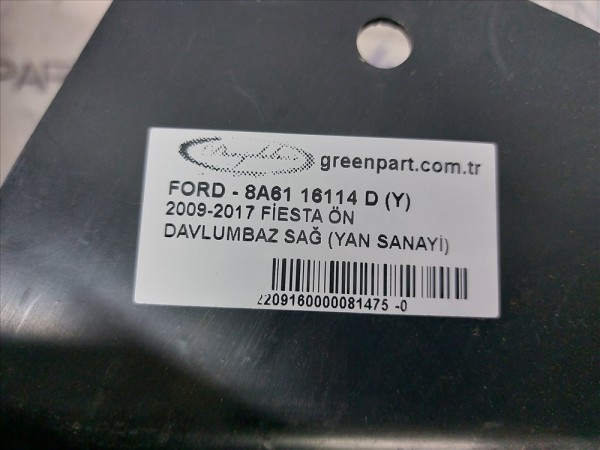 greenpart.com.tr
FORD - 8A61 16114 D (Y)
2009-2017 FİESTA ÖN
DAVLUMBAZ SAĞ (YAN SANAYİ)
2209160000081475 -0